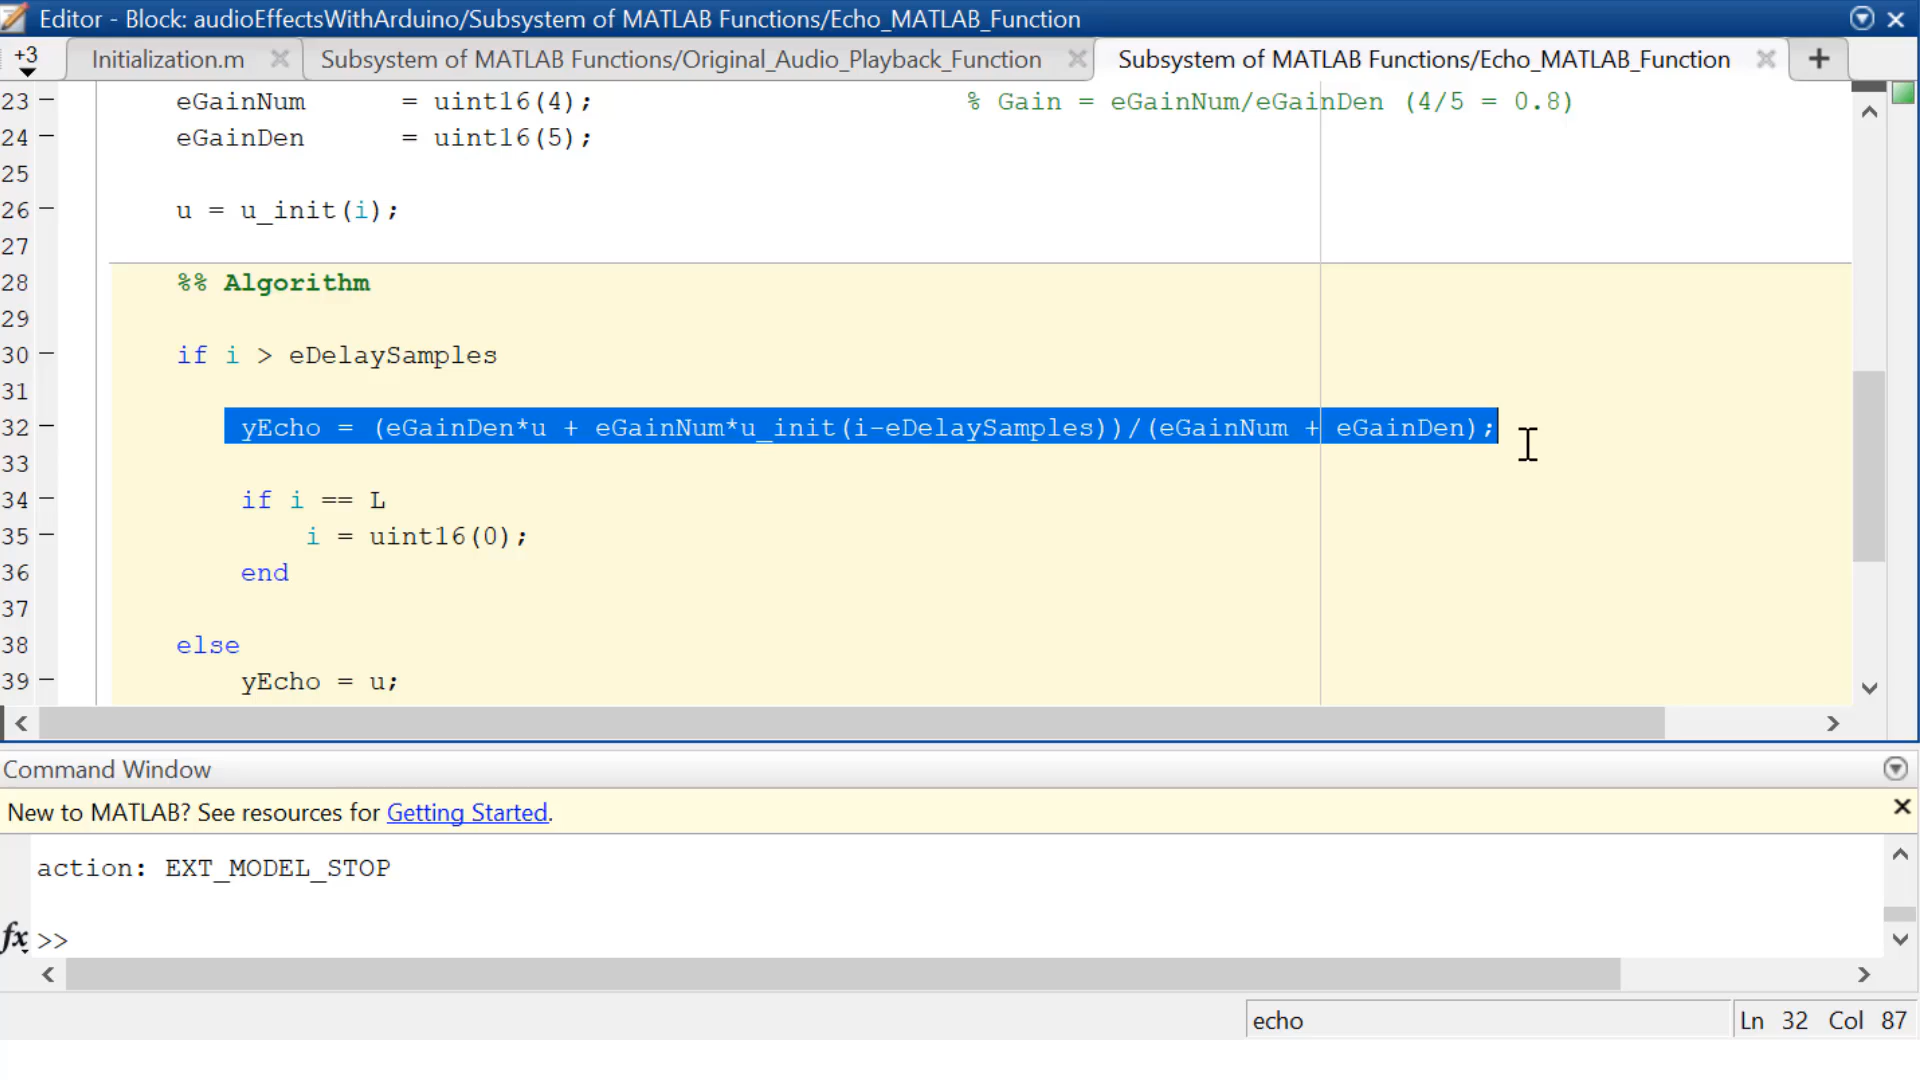 Editor - Block: audioEffectsWithArduino/Subsystem of MATLAB Functions/Echo_MATLAB_Function
+3 Initialization.m Subsystem of MATLAB Functions/Original_Audio_Playback_Function Subsystem of MATLAB Functions/Echo_MATLAB_Function +
23 eGainNum = uint16(4); % Gain = eGainNum/eGainDen (4/5 = 0.8)
24 eGainDen = uint16(5);
25
26 u = u_init(i);
27
28 %% Algorithm
29
30 if i > eDelaySamples
31
32 yEcho = (eGainDen*u + eGainNum*u_init(i-eDelaySamples))/(eGainNum + eGainDen);
33
34 if i == L
35 i = uint16(0);
36 end
37
38 else
39 yEcho = u;
Command Window
New to MATLAB? See resources for Getting Started.
action: EXT_MODEL_STOP
fx >>
echo Ln 32 Col 87